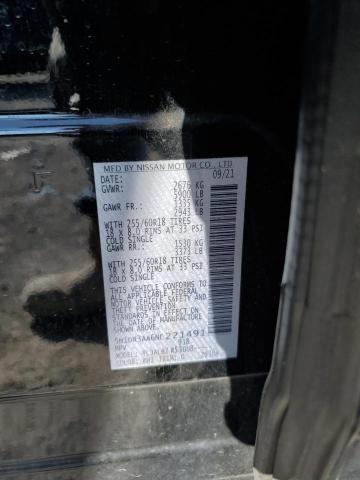 MFD BY NISSAN MOTOR CO., LTD.
DATE: 09/21
GVWR: 2676 KG
5900 LB
GAWR FR.: 1335 KG
2943 LB
WITH 255/60R18 TIRES
18 X 8.0 RIMS AT 33 PSI
COLD SINGLE
GAWR RR.: 1530 KG
3373 LB
WITH 255/60R18 TIRES
18 X 8.0 RIMS AT 33 PSI
COLD SINGLE
THIS VEHICLE CONFORMS TO ALL
APPLICABLE FEDERAL MOTOR
VEHICLE SAFETY, BUMPER AND
THEFT PREVENTION STANDARDS
IN EFFECT ON THE DATE OF
MANUFACTURE SHOWN ABOVE.
221491
MPV
MODEL:
COLOR: TRIM: G